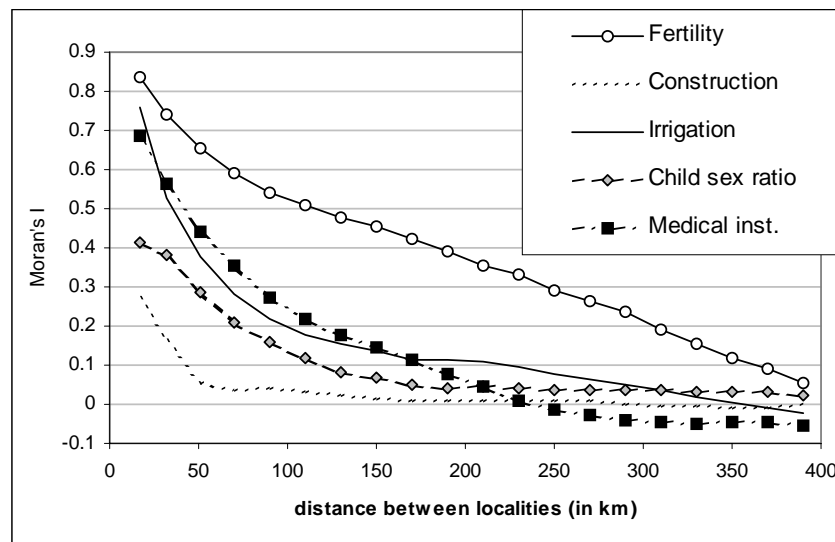 Fertility
Construction
Irrigation
Child sex ratio
Medical inst.
Moran's I
0.9
0.8
0.7
0.6
0.5
0.4
0.3
0.2
0.1
0
-0.1
0 50 100 150 200 250 300 350 400
distance between localities (in km)